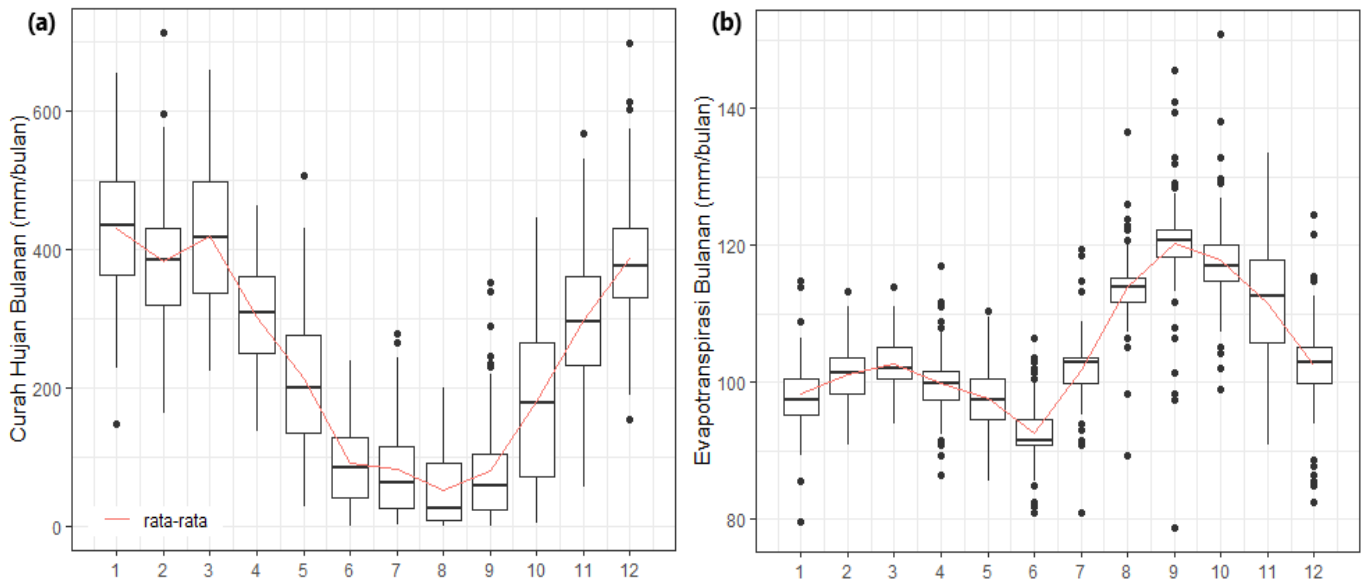 (a)
Curah Hujan Bulanan (mm/bulan)
600
400
200
0
rata-rata
1 2 3 4 5 6 7 8 9 10 11 12
(b)
Evapotranspirasi Bulanan (mm/bulan)
140
120
100
80
1 2 3 4 5 6 7 8 9 10 11 12